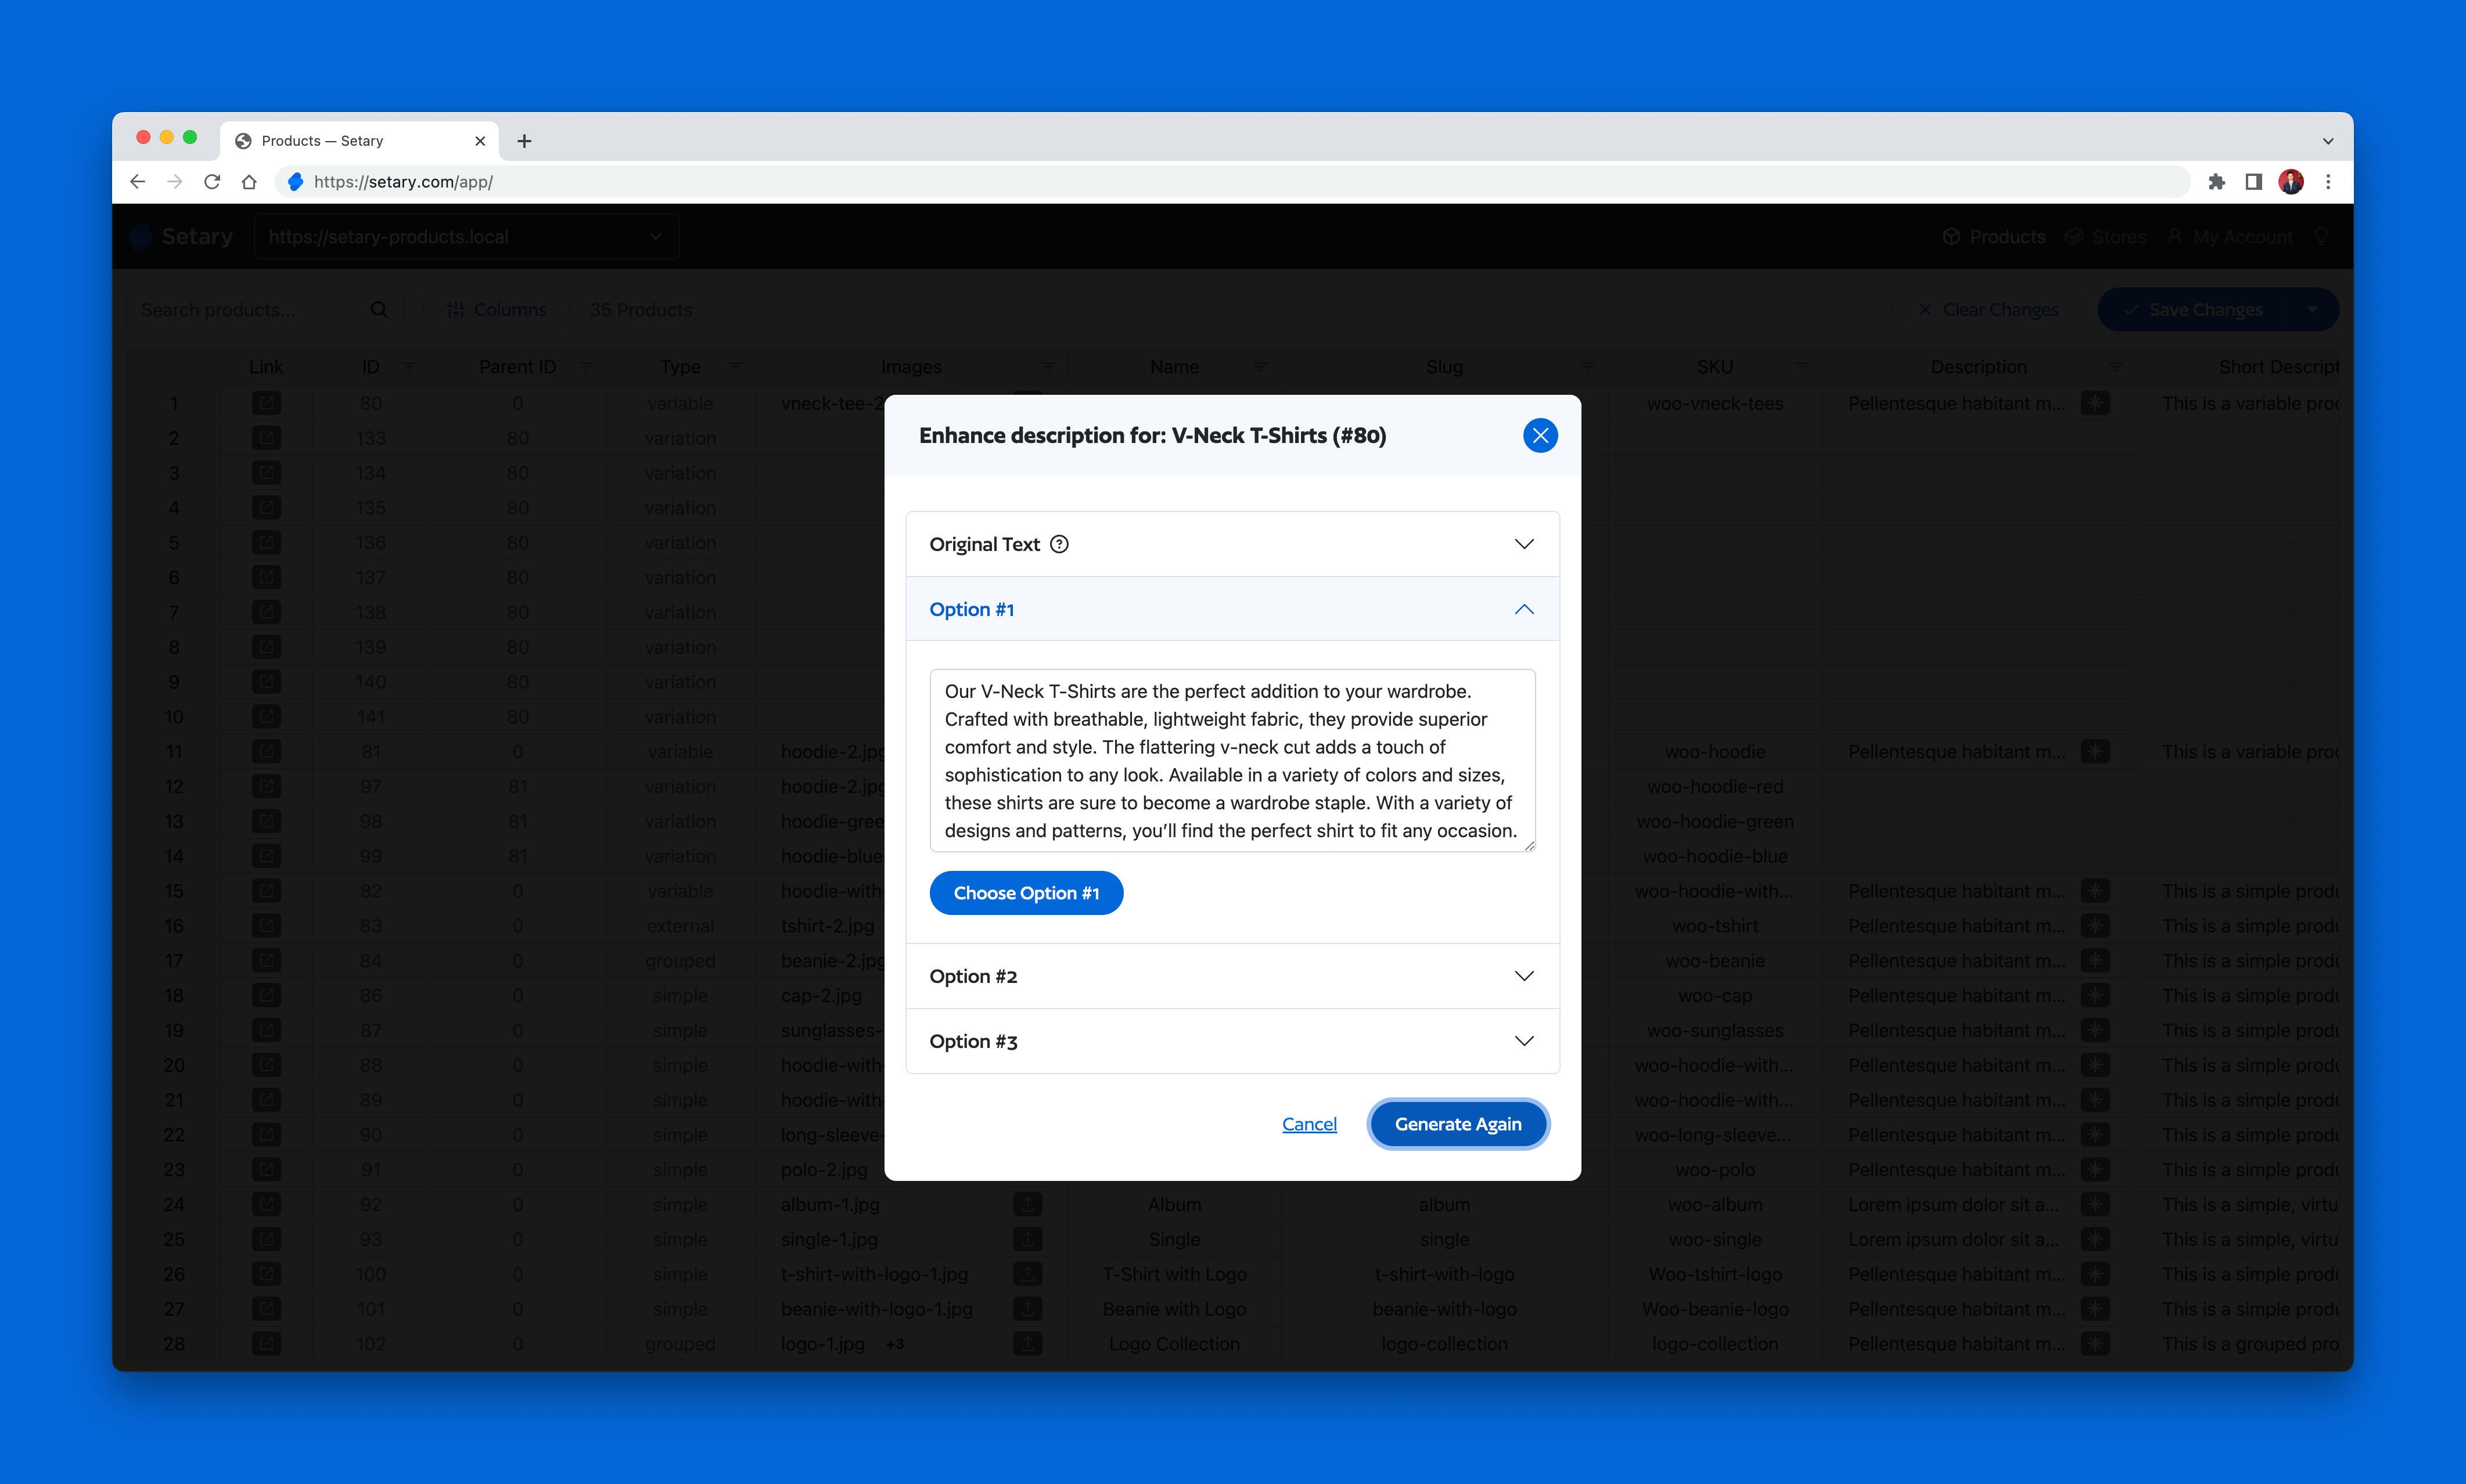 Products — Setary
https://setary.com/app/
Setary
https://setary-products.local
Products
Stores
My Account
Search products...
Columns
35 Products
Clear Changes
Save Changes
Link ID Parent ID Type Images Name Slug SKU Description Short Descript
1 80 0 variable vneck-tee-2 woo-vneck-tees Pellentesque habitant m... This is a variable proc
2 133 80 variation
3 134 80 variation
4 135 80 variation
5 136 80 variation
6 137 80 variation
7 138 80 variation
8 139 80 variation
9 140 80 variation
10 141 80 variation
11 81 0 variable hoodie-2.jpg woo-hoodie Pellentesque habitant m... This is a variable proc
12 97 81 variation hoodie-2.jpg woo-hoodie-red
13 98 81 variation hoodie-gree woo-hoodie-green
14 99 81 variation hoodie-blue woo-hoodie-blue
15 82 0 variable hoodie-with woo-hoodie-with... Pellentesque habitant m... This is a simple produ
16 83 0 external tshirt-2.jpg woo-tshirt Pellentesque habitant m... This is a simple produ
17 84 0 grouped beanie-2.jpg woo-beanie Pellentesque habitant m... This is a simple produ
18 86 0 simple cap-2.jpg woo-cap Pellentesque habitant m... This is a simple produ
19 87 0 simple sunglasses- woo-sunglasses Pellentesque habitant m... This is a simple produ
20 88 0 simple hoodie-with woo-hoodie-with... Pellentesque habitant m... This is a simple produ
21 89 0 simple hoodie-with woo-hoodie-with... Pellentesque habitant m... This is a simple produ
22 90 0 simple long-sleeve- woo-long-sleeve... Pellentesque habitant m... This is a simple produ
23 91 0 simple polo-2.jpg woo-polo Pellentesque habitant m... This is a simple produ
24 92 0 simple album-1.jpg Album album woo-album Lorem ipsum dolor sit a... This is a simple, virtu
25 93 0 simple single-1.jpg Single single woo-single Lorem ipsum dolor sit a... This is a simple, virtu
26 100 0 simple t-shirt-with-logo-1.jpg T-Shirt with Logo t-shirt-with-logo Woo-tshirt-logo Pellentesque habitant m... This is a simple produ
27 101 0 simple beanie-with-logo-1.jpg Beanie with Logo beanie-with-logo Woo-beanie-logo Pellentesque habitant m... This is a simple produ
28 102 0 grouped logo-1.jpg +3 Logo Collection logo-collection logo-collection Pellentesque habitant m... This is a grouped pro
Enhance description for: V-Neck T-Shirts (#80)
Original Text ?
Option #1
Our V-Neck T-Shirts are the perfect addition to your wardrobe.
Crafted with breathable, lightweight fabric, they provide superior
comfort and style. The flattering v-neck cut adds a touch of
sophistication to any look. Available in a variety of colors and sizes,
these shirts are sure to become a wardrobe staple. With a variety of
designs and patterns, you'll find the perfect shirt to fit any occasion.
Choose Option #1
Option #2
Option #3
Cancel
Generate Again